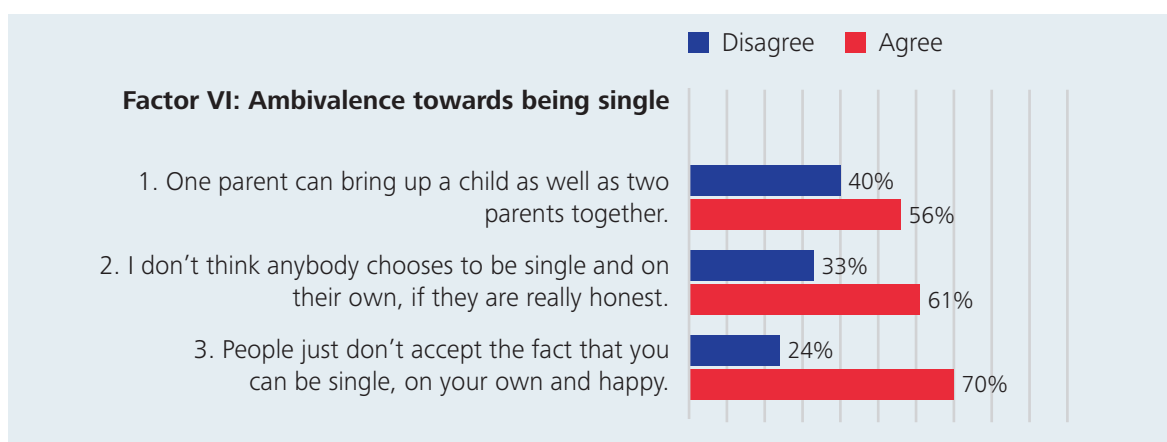 Disagree Agree
Factor VI: Ambivalence towards being single
1. One parent can bring up a child as well as two
parents together.
40%
56%
2. I don’t think anybody chooses to be single and on
their own, if they are really honest.
33%
61%
3. People just don’t accept the fact that you
can be single, on your own and happy.
24%
70%